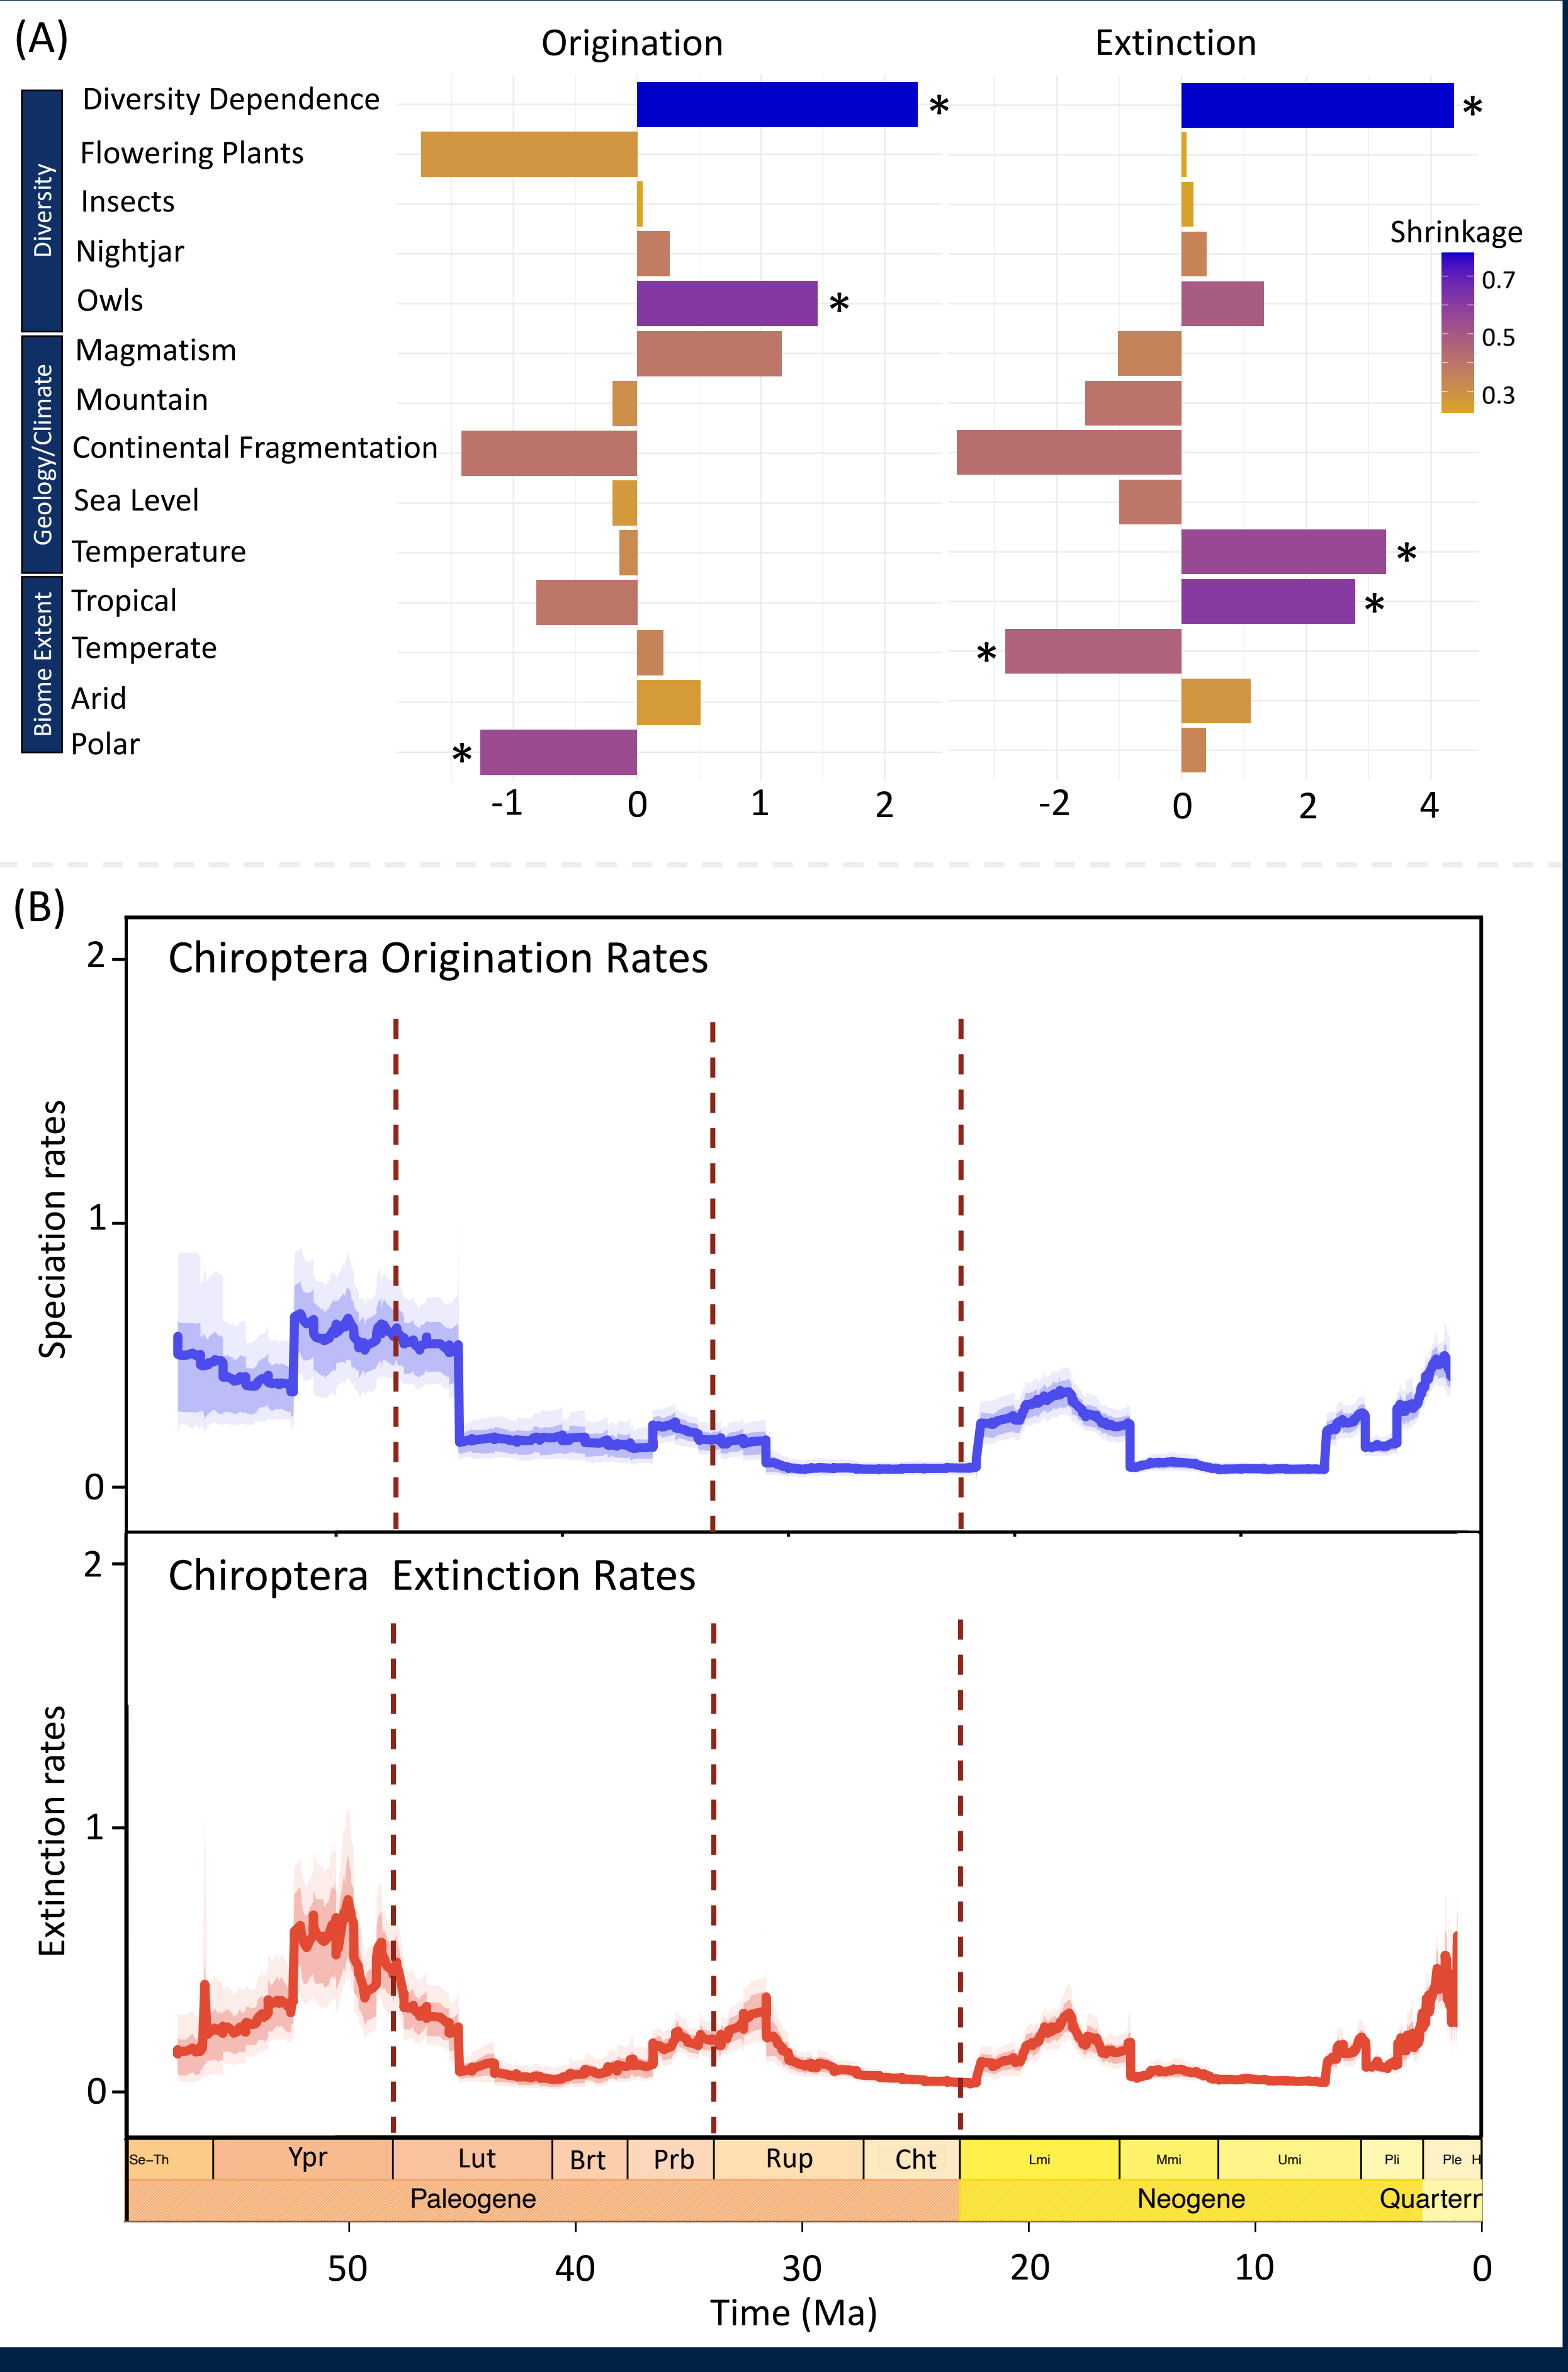 (A)
Origination
Extinction
Diversity
Diversity Dependence
Flowering Plants
Insects
Nightjar
Owls
Geology/Climate
Magmatism
Mountain
Continental Fragmentation
Sea Level
Temperature
Biome Extent
Tropical
Temperate
Arid
Polar
*
*
*
*
*
*
*
Shrinkage
0.7
0.5
0.3
-1 0 1 2
-2 0 2 4
(B)
Chiroptera Origination Rates
Speciation rates
2
1
0
Chiroptera Extinction Rates
Extinction rates
2
1
0
Se–Th Ypr Lut Brt Prb Rup Cht Lmi Mmi Umi Pli Ple H
Paleogene Neogene Quartern
50 40 30 20 10 0
Time (Ma)